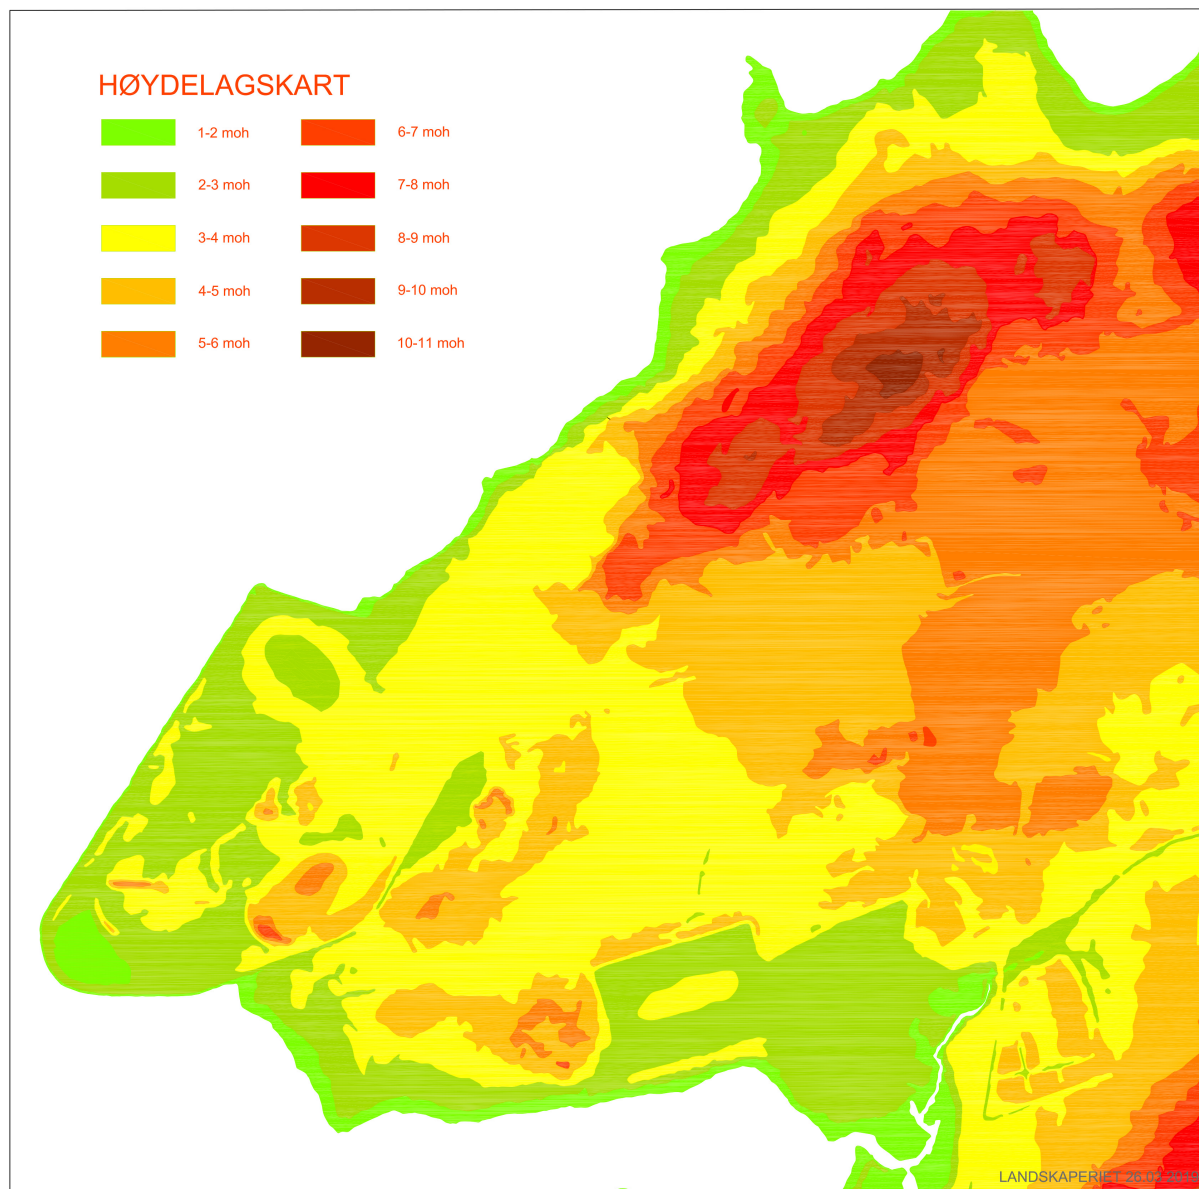 HØYDELAGSKART
1-2 moh
2-3 moh
3-4 moh
4-5 moh
5-6 moh
6-7 moh
7-8 moh
8-9 moh
9-10 moh
10-11 moh
LANDSKAPERIET